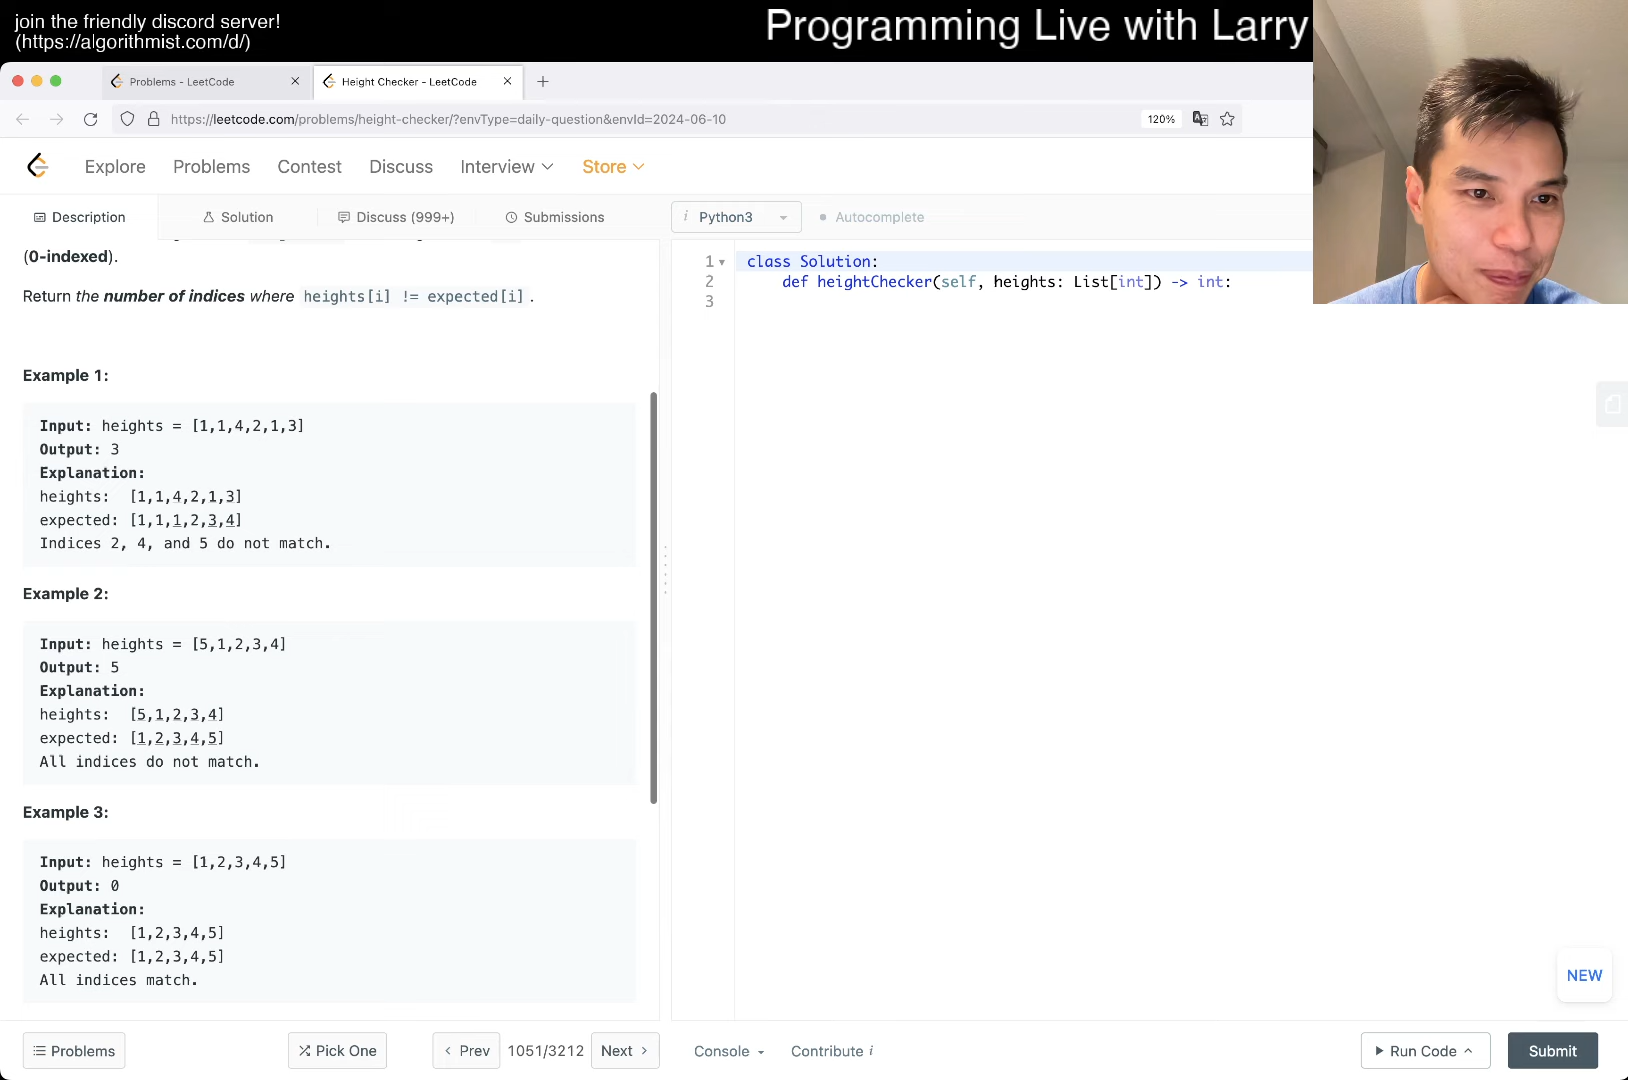 join the friendly discord server!
(https://algorithmist.com/d/)
Programming Live with Larry
Problems - LeetCode
Height Checker - LeetCode
https://leetcode.com/problems/height-checker/?envType=daily-question&envId=2024-06-10
120%
Explore
Problems
Contest
Discuss
Interview
Store
Description
Solution
Discuss (999+)
Submissions
i Python3
Autocomplete
(0-indexed).
Return the number of indices where heights[i] != expected[i].
Example 1:
Input: heights = [1,1,4,2,1,3]
Output: 3
Explanation:
heights: [1,1,4,2,1,3]
expected: [1,1,1,2,3,4]
Indices 2, 4, and 5 do not match.
Example 2:
Input: heights = [5,1,2,3,4]
Output: 5
Explanation:
heights: [5,1,2,3,4]
expected: [1,2,3,4,5]
All indices do not match.
Example 3:
Input: heights = [1,2,3,4,5]
Output: 0
Explanation:
heights: [1,2,3,4,5]
expected: [1,2,3,4,5]
All indices match.
1 class Solution:
2 def heightChecker(self, heights: List[int]) -> int:
3
NEW
Problems
Pick One
Prev
1051/3212
Next
Console
Contribute i
Run Code
Submit